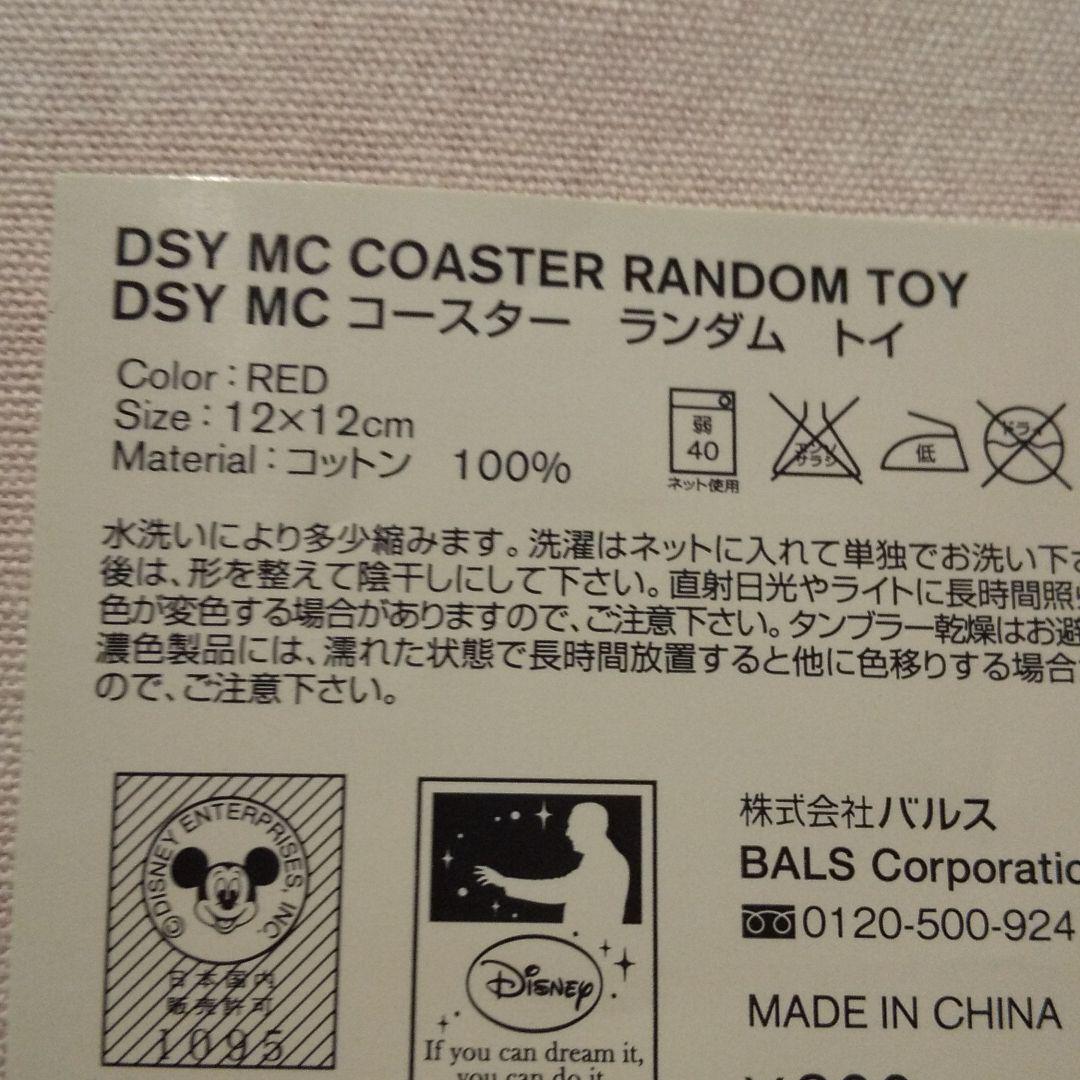 DSY MC COASTER RANDOM TOY
DSY MC コースター ランダム トイ
Color：RED
Size：12×12cm
Material：コットン 100%
弱
40
ネット使用
エンソ
サラシ
低
ドライ
水洗いにより多少縮みます。洗濯はネットに入れて単独でお洗い下さ
後は、形を整えて陰干しにして下さい。直射日光やライトに長時間照
色が変色する場合がありますので、ご注意下さい。タンブラー乾燥はお避
濃色製品には、濡れた状態で長時間放置すると他に色移りする場合
ので、ご注意下さい。
©DISNEY ENTERPRISES, INC.
日本国内
販売許可
1095
Disney
If you can dream it,
you can do it
株式会社バルス
BALS Corporatio
0120-500-924
MADE IN CHINA